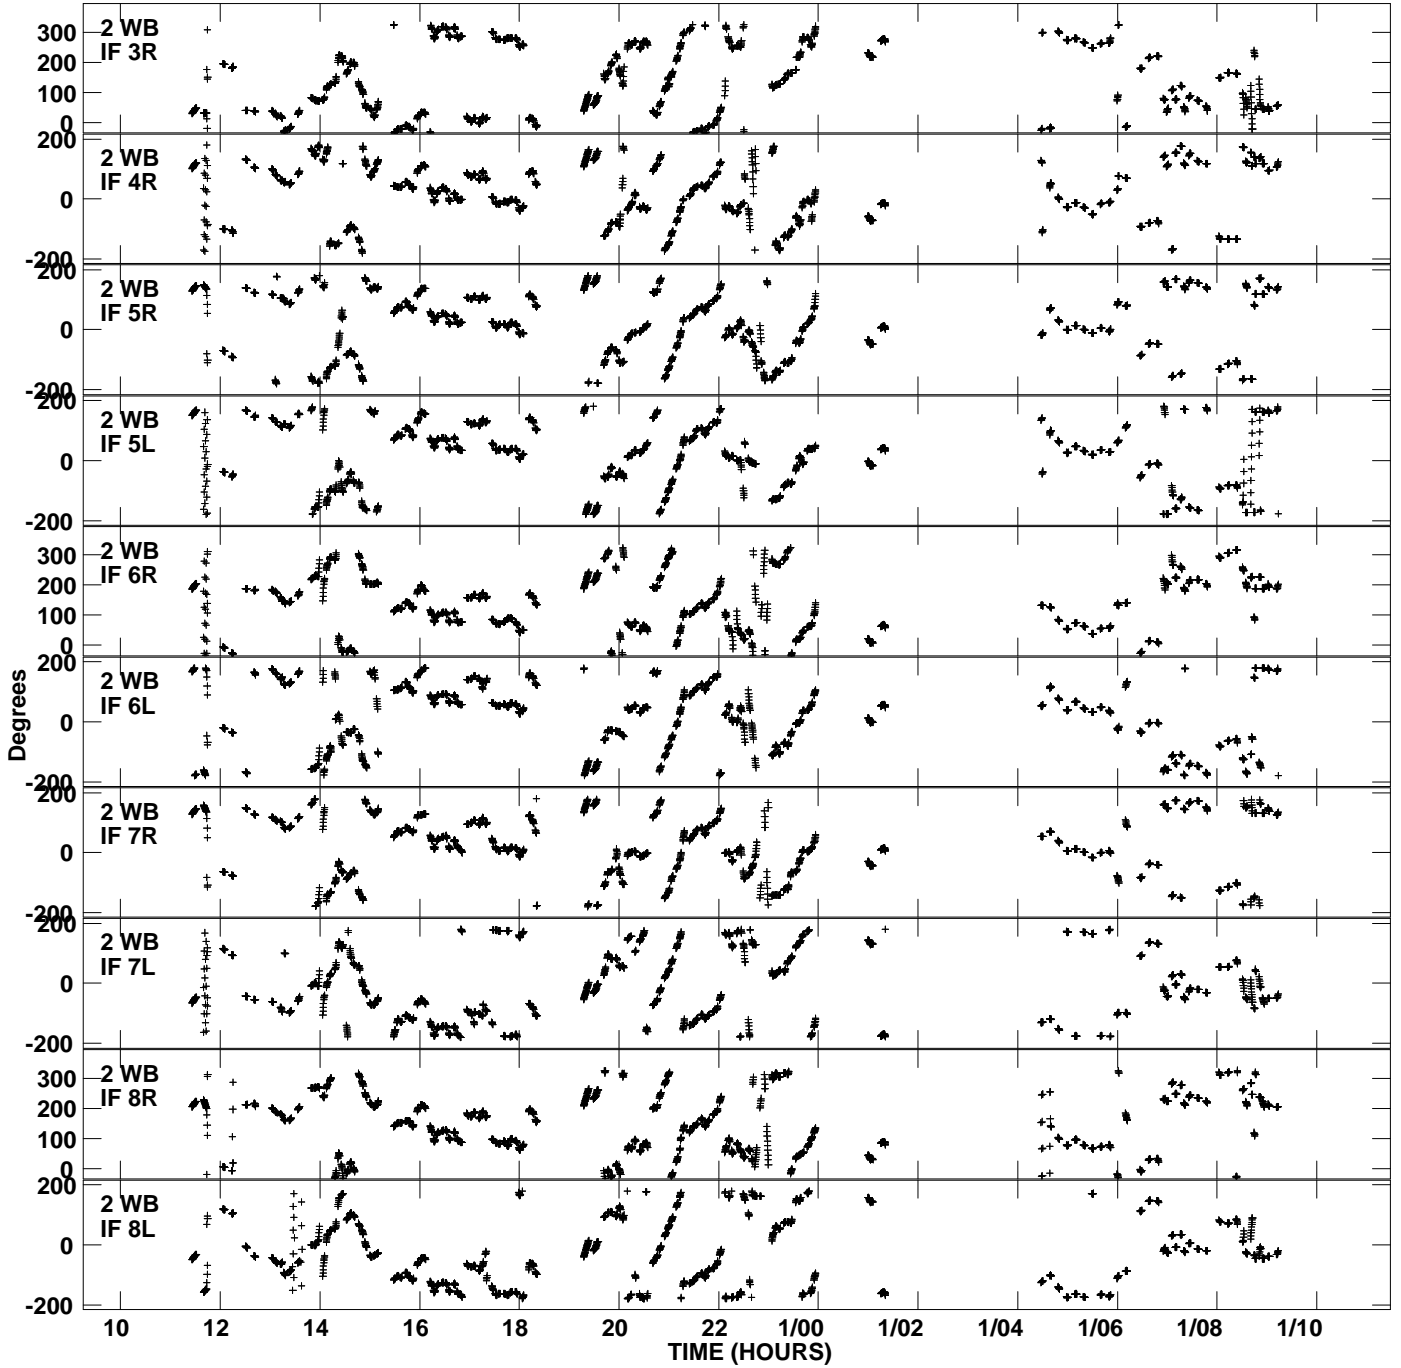 2 WB
IF 3R
300
200
100
0
2 WB
IF 4R
200
0
-200
2 WB
IF 5R
200
0
-200
2 WB
IF 5L
200
0
-200
2 WB
IF 6R
300
200
100
0
2 WB
IF 6L
200
0
-200
2 WB
IF 7R
200
0
-200
2 WB
IF 7L
200
0
-200
2 WB
IF 8R
300
200
100
0
2 WB
IF 8L
200
0
-200
Degrees
10 12 14 16 18 20 22 1/00 1/02 1/04 1/06 1/08 1/10
TIME (HOURS)